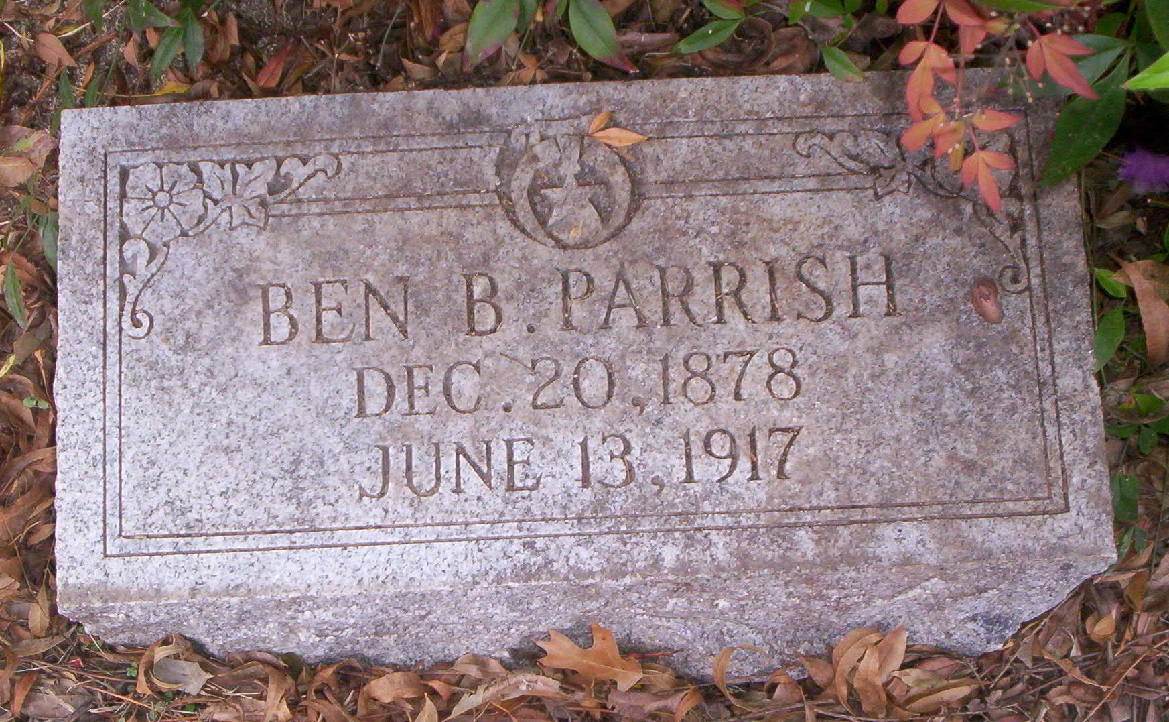 BEN B. PARRISH
DEC. 20, 1878
JUNE 13, 1917